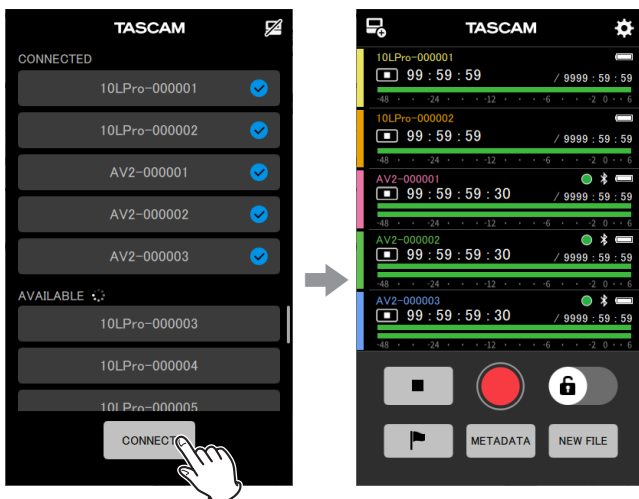 TASCAM
CONNECTED
10LPro-000001
10LPro-000002
AV2-000001
AV2-000002
AV2-000003
AVAILABLE
10LPro-000003
10LPro-000004
10LPro-000005
CONNECT
TASCAM
10LPro-000001
99 : 59 : 59 / 9999 : 59 : 59
-48 · · -24 · · · -12 · · · · -6 · · · -2 0 · · 6
10LPro-000002
99 : 59 : 59 / 9999 : 59 : 59
-48 · · -24 · · · -12 · · · · -6 · · · -2 0 · · 6
AV2-000001
99 : 59 : 59 : 30 / 9999 : 59 : 59
-48 · · -24 · · · -12 · · · · -6 · · · -2 0 · · 6
AV2-000002
99 : 59 : 59 : 30 / 9999 : 59 : 59
-48 · · -24 · · · -12 · · · · -6 · · · -2 0 · · 6
AV2-000003
99 : 59 : 59 : 30 / 9999 : 59 : 59
-48 · · -24 · · · -12 · · · · -6 · · · -2 0 · · 6
METADATA
NEW FILE